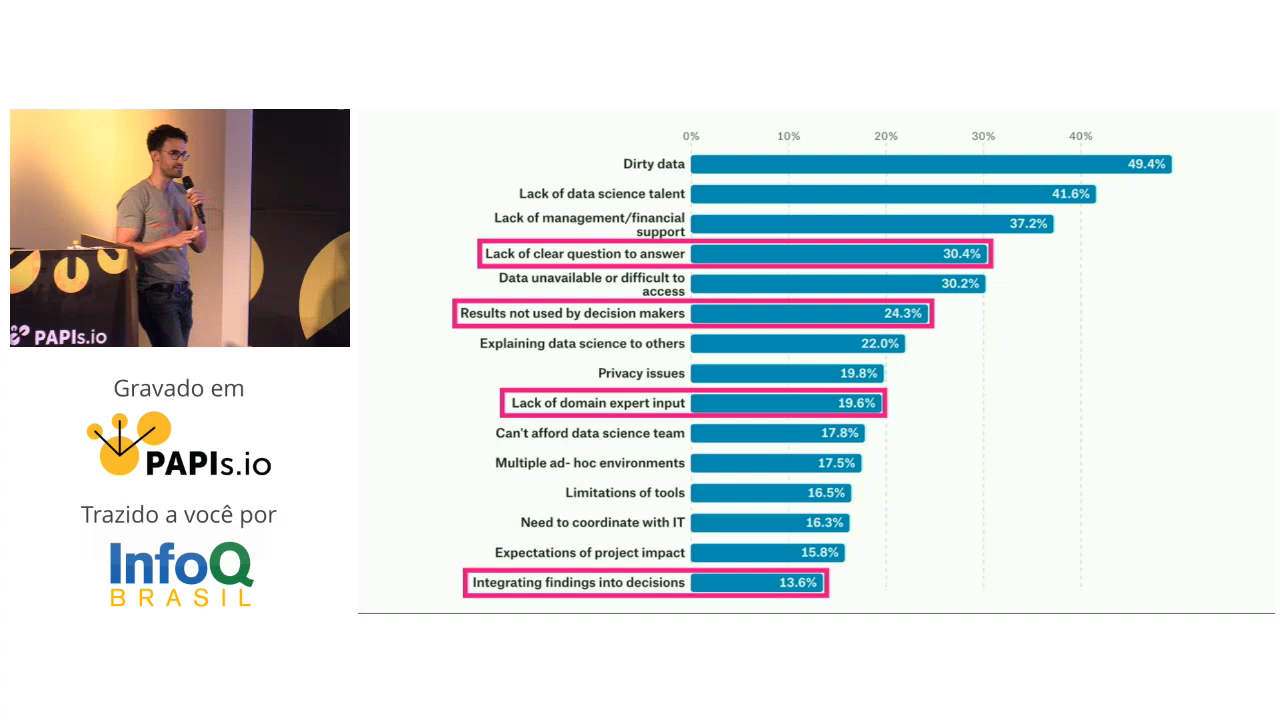 PAPIs.io
Gravado em
PAPIs.io
Trazido a você por
InfoQ
BRASIL
0% 10% 20% 30% 40%
Dirty data 49.4%
Lack of data science talent 41.6%
Lack of management/financial
support 37.2%
Lack of clear question to answer 30.4%
Data unavailable or difficult to
access 30.2%
Results not used by decision makers 24.3%
Explaining data science to others 22.0%
Privacy issues 19.8%
Lack of domain expert input 19.6%
Can't afford data science team 17.8%
Multiple ad- hoc environments 17.5%
Limitations of tools 16.5%
Need to coordinate with IT 16.3%
Expectations of project impact 15.8%
Integrating findings into decisions 13.6%